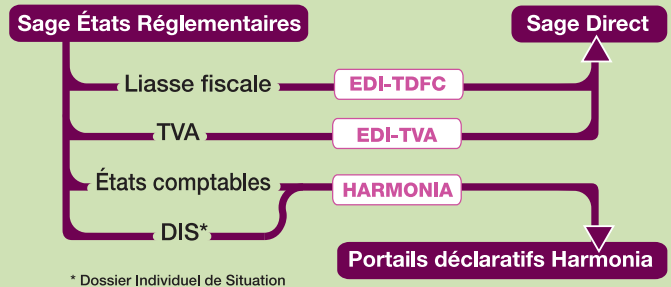 Sage États Réglementaires
Sage Direct
Liasse fiscale
EDI-TDFC
TVA
EDI-TVA
États comptables
HARMONIA
DIS*
Portails déclaratifs Harmonia
* Dossier Individuel de Situation